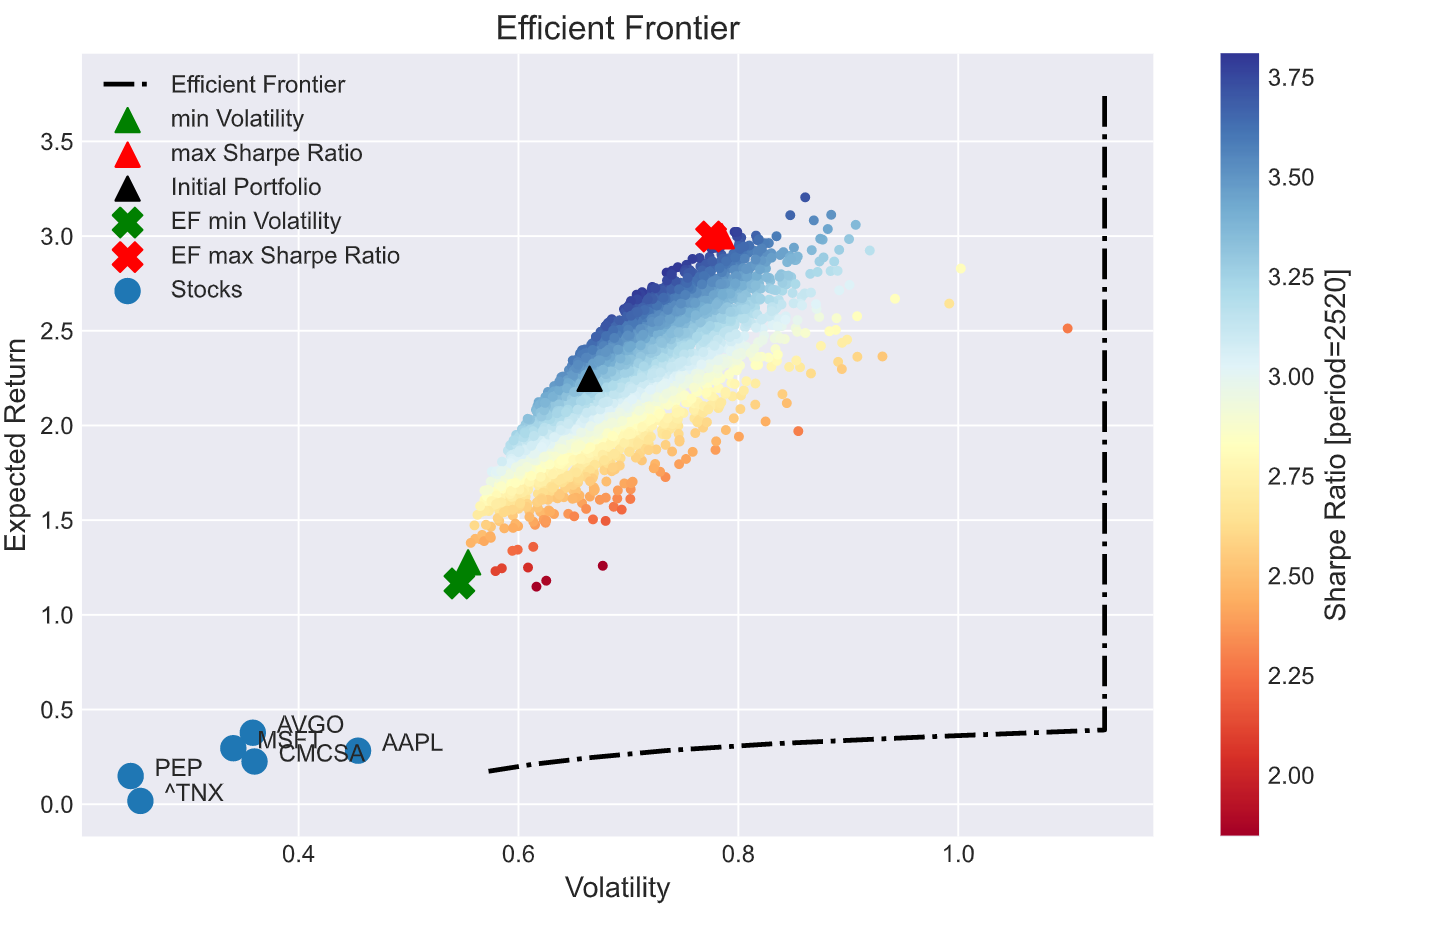 Efficient Frontier
Efficient Frontier
min Volatility
max Sharpe Ratio
Initial Portfolio
EF min Volatility
EF max Sharpe Ratio
Stocks
Expected Return
3.5
3.0
2.5
2.0
1.5
1.0
0.5
0.0
AVGO
MSFT
CMCSA
AAPL
PEP
^TNX
0.4
0.6
0.8
1.0
Volatility
3.75
3.50
3.25
3.00
2.75
2.50
2.25
2.00
Sharpe Ratio [period=2520]